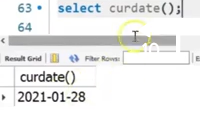 63 select curdate();
64
Result Grid Filter Rows:
curdate()
2021-01-28